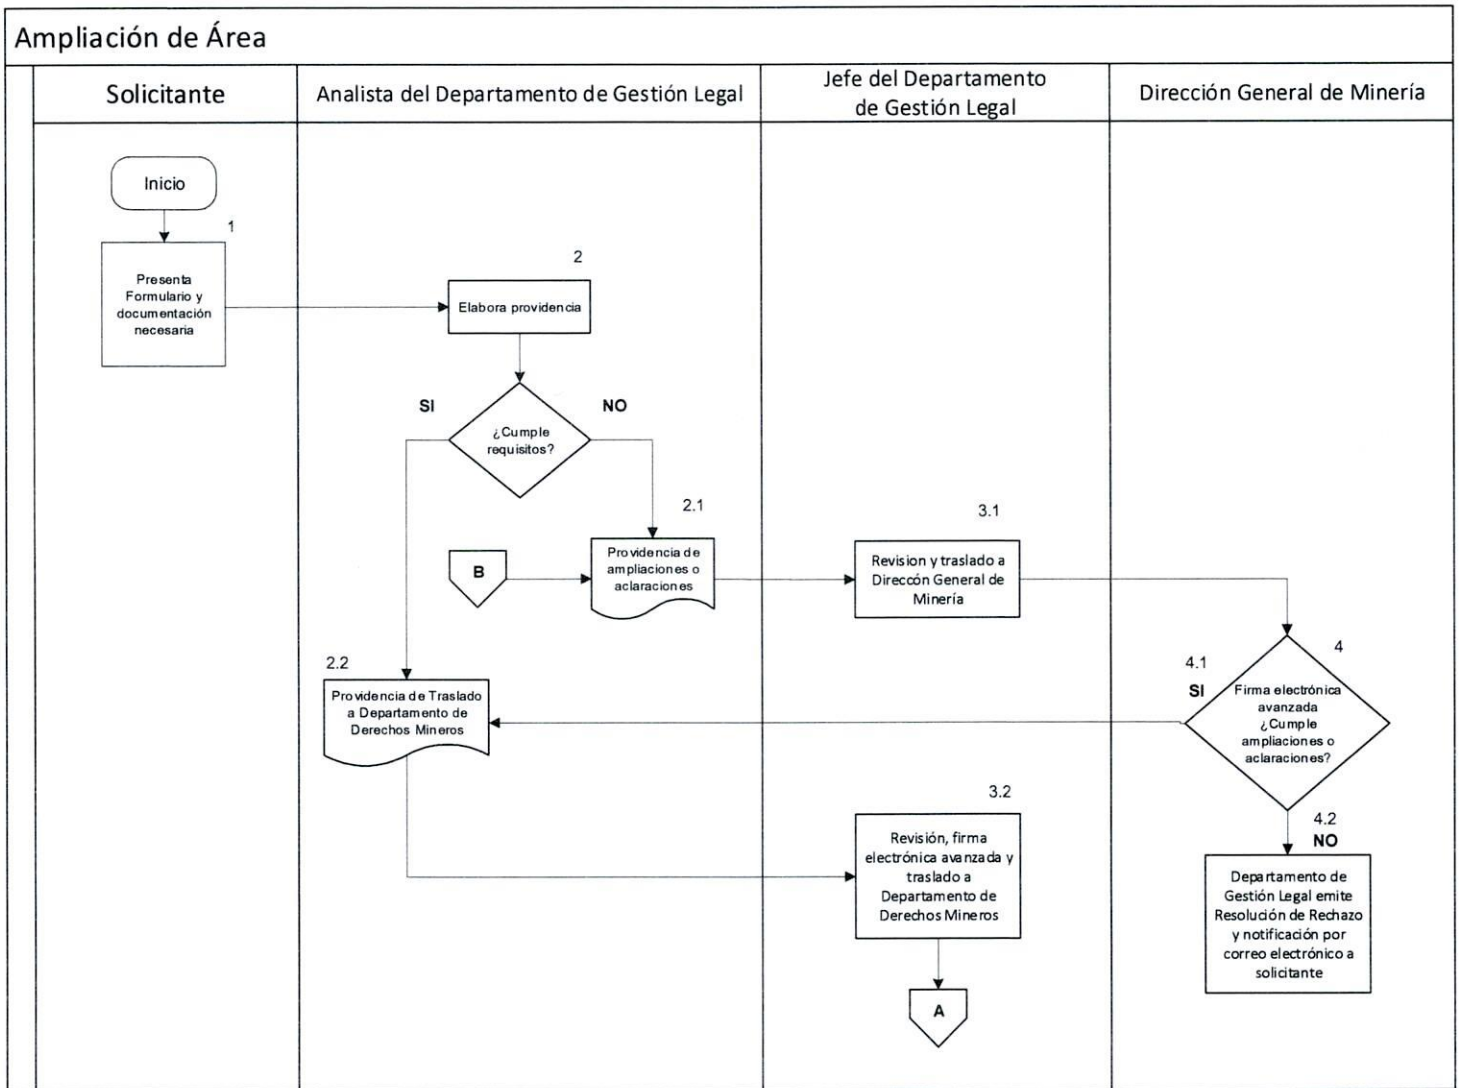 Ampliación de Área
Solicitante
Analista del Departamento de Gestión Legal
Jefe del Departamento
de Gestión Legal
Dirección General de Minería
Inicio
1
Presenta
Formulario y
documentación
necesaria
2
Elabora providencia
SI
NO
¿Cumple
requisitos?
2.1
Providencia de
ampliaciones o
aclaraciones
B
3.1
Revision y traslado a
Direccón General de
Minería
4
4.1
SI
Firma electrónica
avanzada
¿Cumple
ampliaciones o
aclaraciones?
2.2
Providencia de Traslado
a Departamento de
Derechos Mineros
3.2
Revisión, firma
electrónica avanzada y
traslado a
Departamento de
Derechos Mineros
A
4.2
NO
Departamento de
Gestión Legal emite
Resolución de Rechazo
y notificación por
correo electrónico a
solicitante